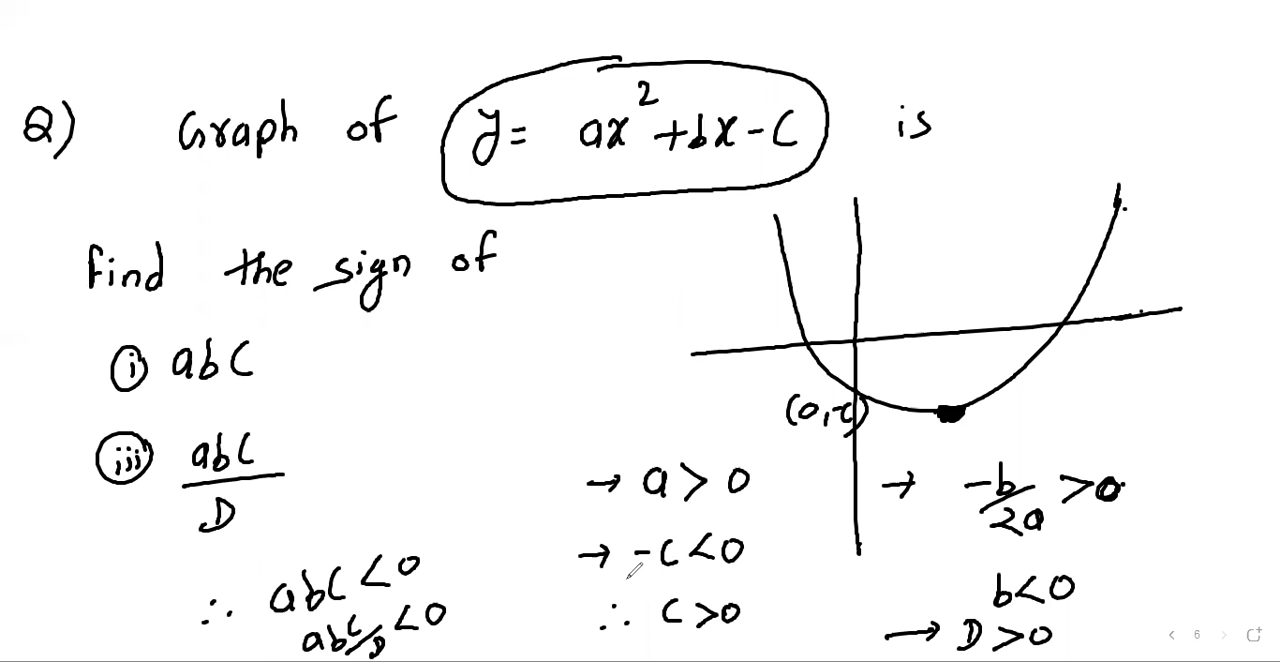 Q) Graph of y = ax² + bx - c is
find the sign of
(i) abc
(iii) abc/D
(0,-c)
→ a > 0
→ -b/2a > 0
→ -c < 0
b < 0
∴ c > 0
→ D > 0
∴ abc < 0
abc/D < 0
6